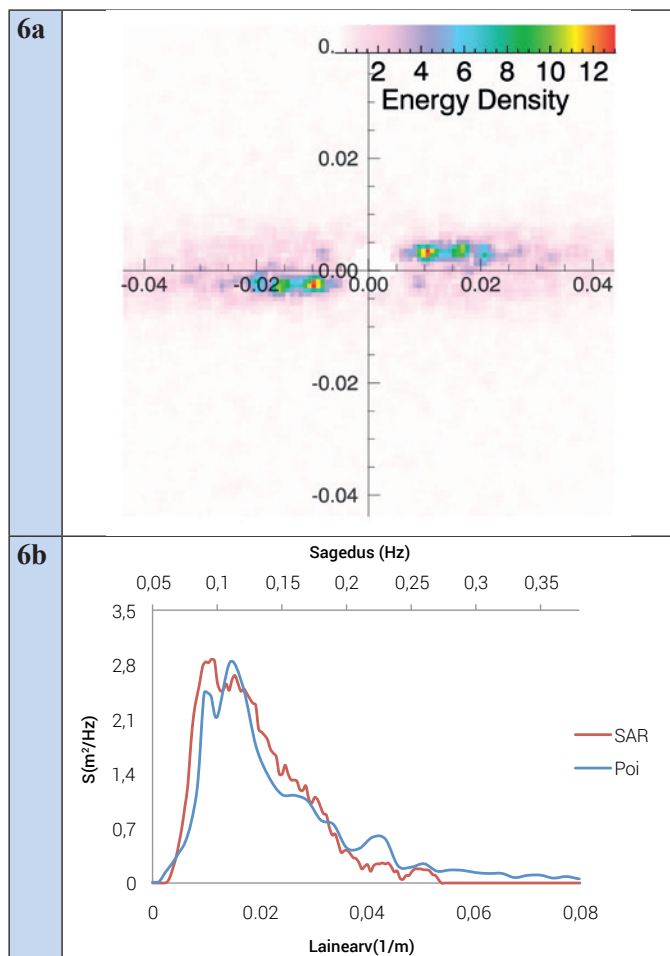 6a
0.
2 4 6 8 10 12
Energy Density
0.02
0.00
-0.04 -0.02 0.00 0.02 0.04
-0.02
-0.04
6b
Sagedus (Hz)
0,05 0,1 0,15 0,2 0,25 0,3 0,35
3,5
2,8
2,1
1,4
0,7
0
S(m²/Hz)
SAR
Poi
0 0.02 0,04 0,06 0,08
Lainearv(1/m)